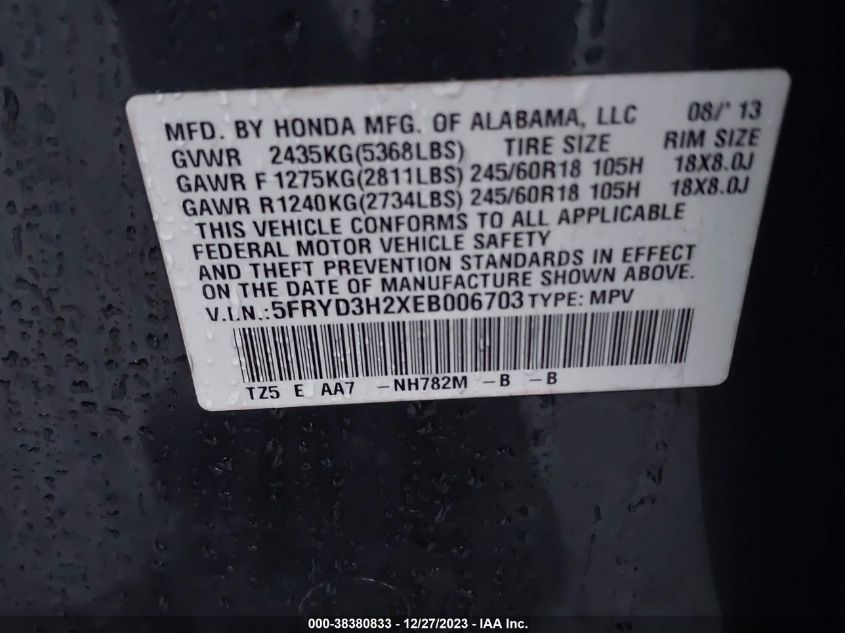 MFD. BY HONDA MFG. OF ALABAMA, LLC 08/' 13
GVWR 2435KG(5368LBS) TIRE SIZE RIM SIZE
GAWR F 1275KG(2811LBS) 245/60R18 105H 18X8.0J
GAWR R1240KG(2734LBS) 245/60R18 105H 18X8.0J
THIS VEHICLE CONFORMS TO ALL APPLICABLE
FEDERAL MOTOR VEHICLE SAFETY
AND THEFT PREVENTION STANDARDS IN EFFECT
ON THE DATE OF MANUFACTURE SHOWN ABOVE.
V.I.N.:5FRYD3H2XEB006703 TYPE: MPV
TZ5 E AA7 -NH782M -B -B
000-38380833 - 12/27/2023 - IAA Inc.